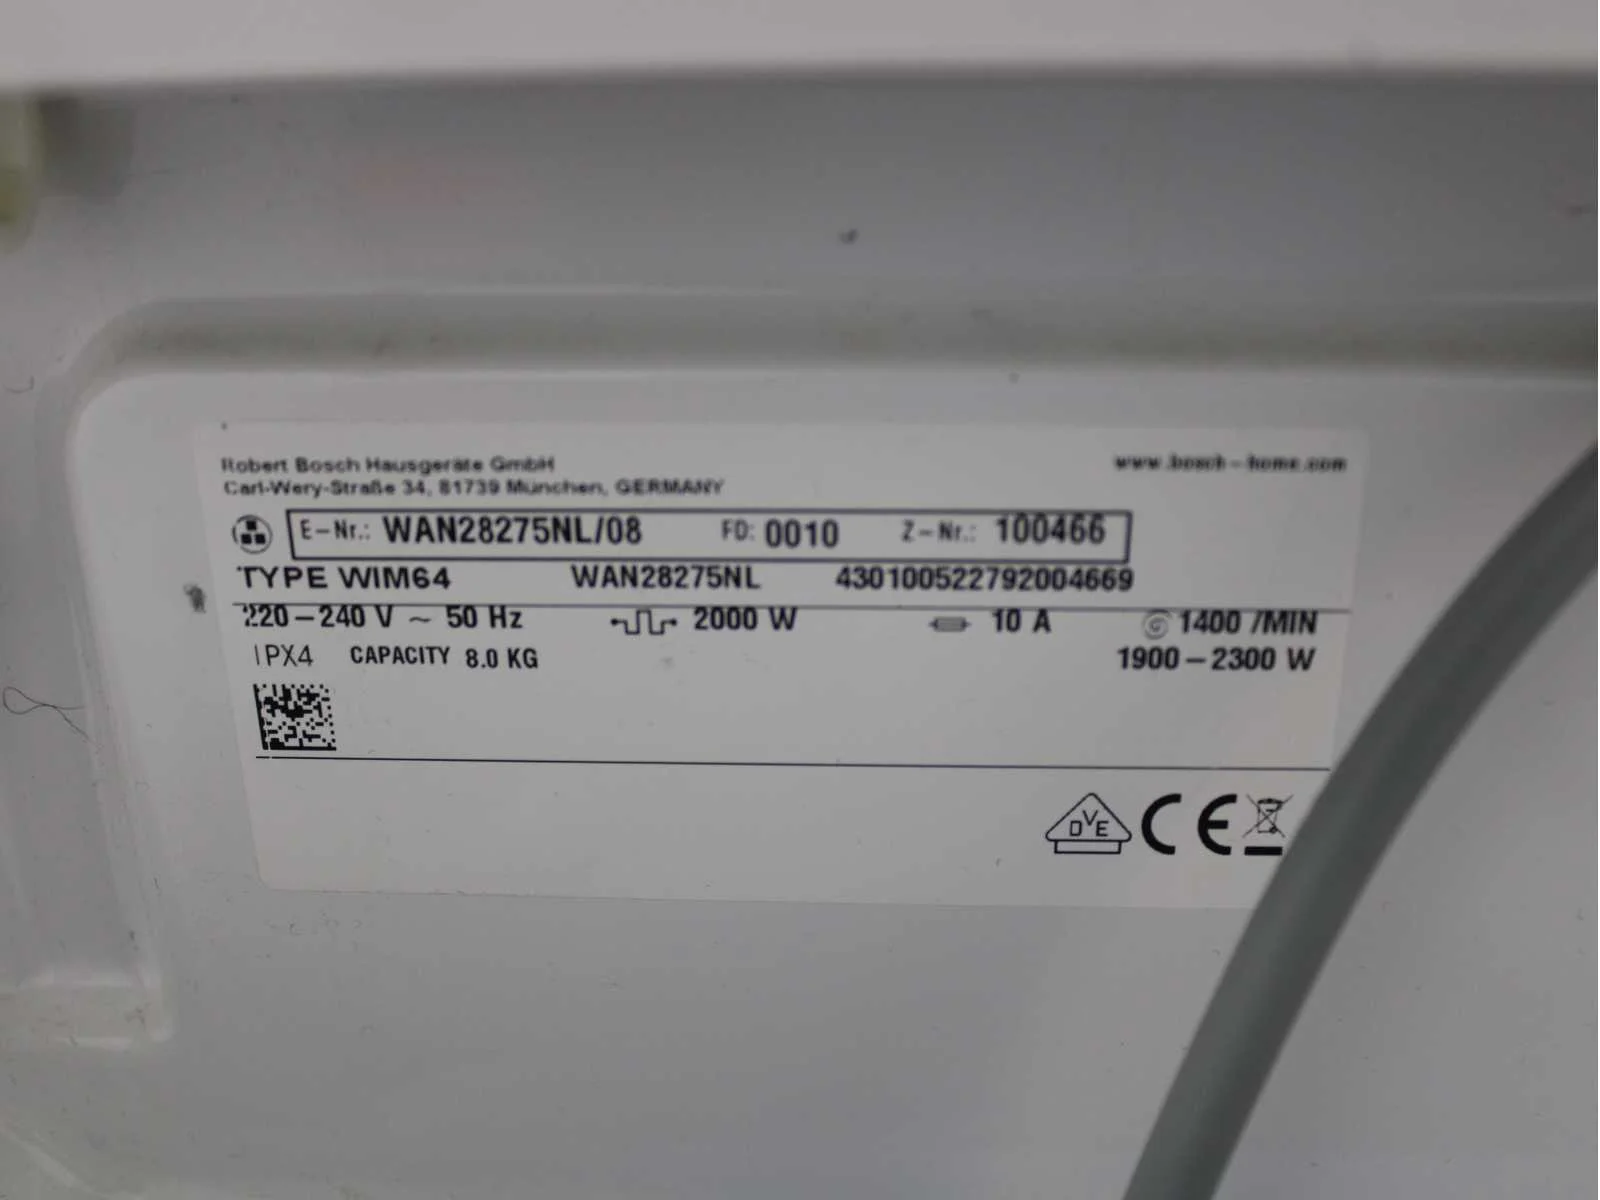 Robert Bosch Hausgeräte GmbH www.bosch-home.com
Carl-Wery-Straße 34, 81739 München, GERMANY
E-Nr.: WAN28275NL/08 FD: 0010 Z-Nr.: 100466
TYPE WIM64 WAN28275NL 430100522792004669
220-240 V ~ 50 Hz 2000 W 10 A 1400 /MIN
IPX4 CAPACITY 8.0 KG 1900-2300 W
DVE CE